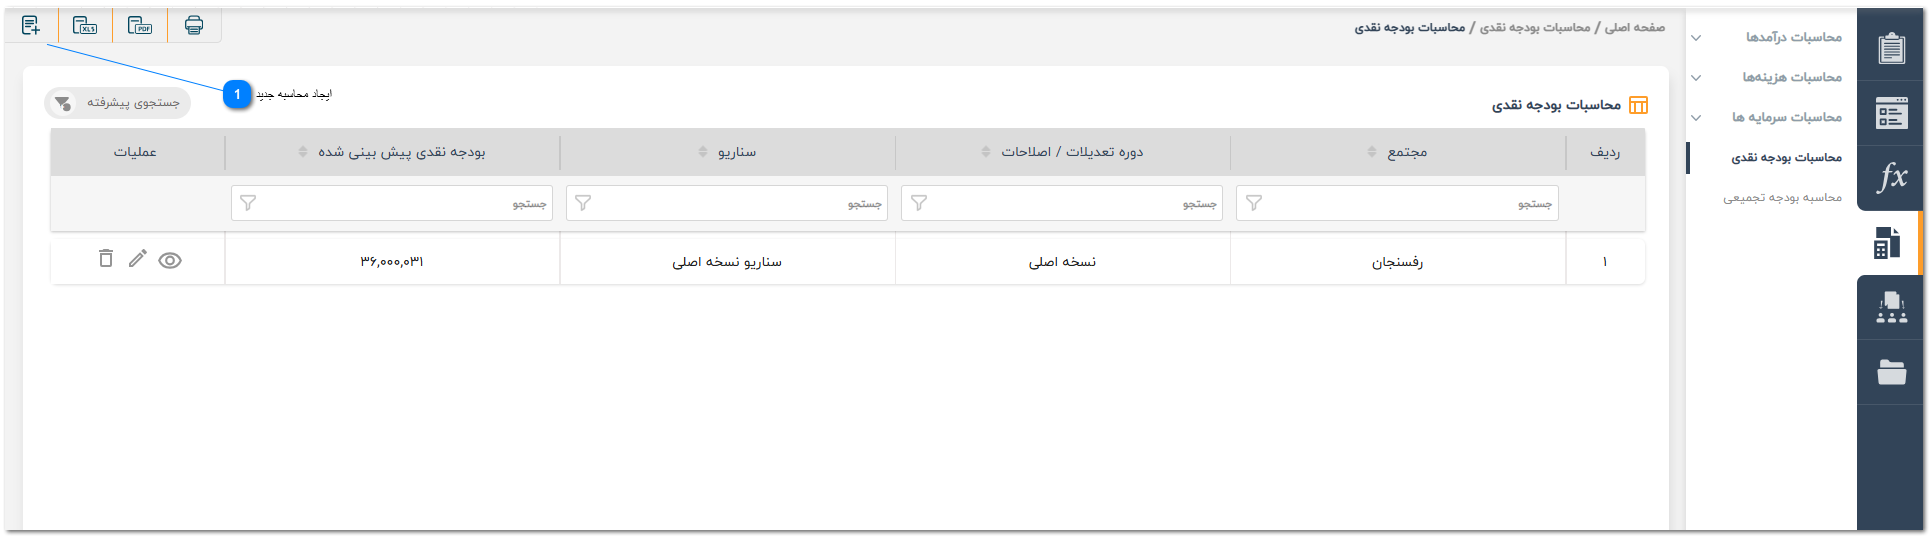 صفحه اصلی / محاسبات بودجه نقدی / محاسبات بودجه نقدی
XLS
PDF
محاسبات درآمدها
محاسبات هزینه‌ها
محاسبات سرمایه ها
محاسبات بودجه نقدی
محاسبه بودجه تجمیعی
fx
محاسبات بودجه نقدی
1 ایجاد محاسبه جدید
جستجوی پیشرفته
ردیف مجتمع دوره تعدیلات / اصلاحات سناریو بودجه نقدی پیش بینی شده عملیات
جستجو جستجو جستجو جستجو
۱ رفسنجان نسخه اصلی سناریو نسخه اصلی ۳۶,۰۰۰,۰۳۱